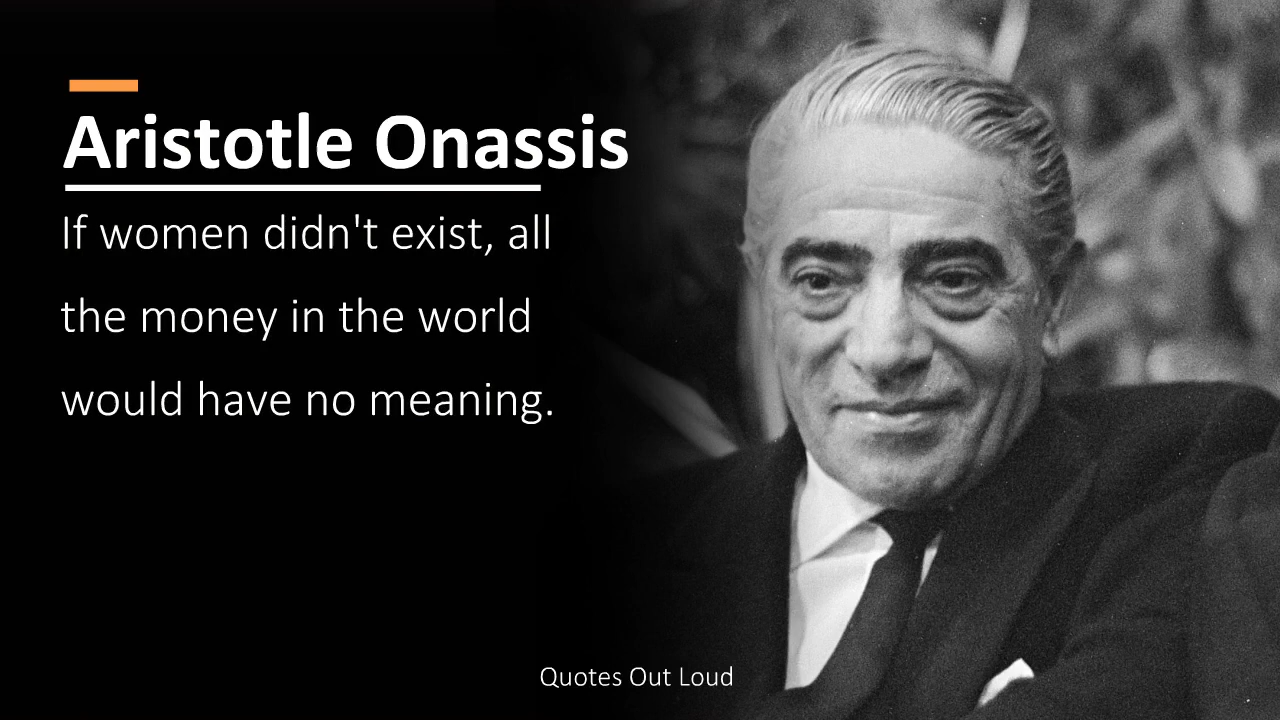 Aristotle Onassis
If women didn't exist, all
the money in the world
would have no meaning.
Quotes Out Loud